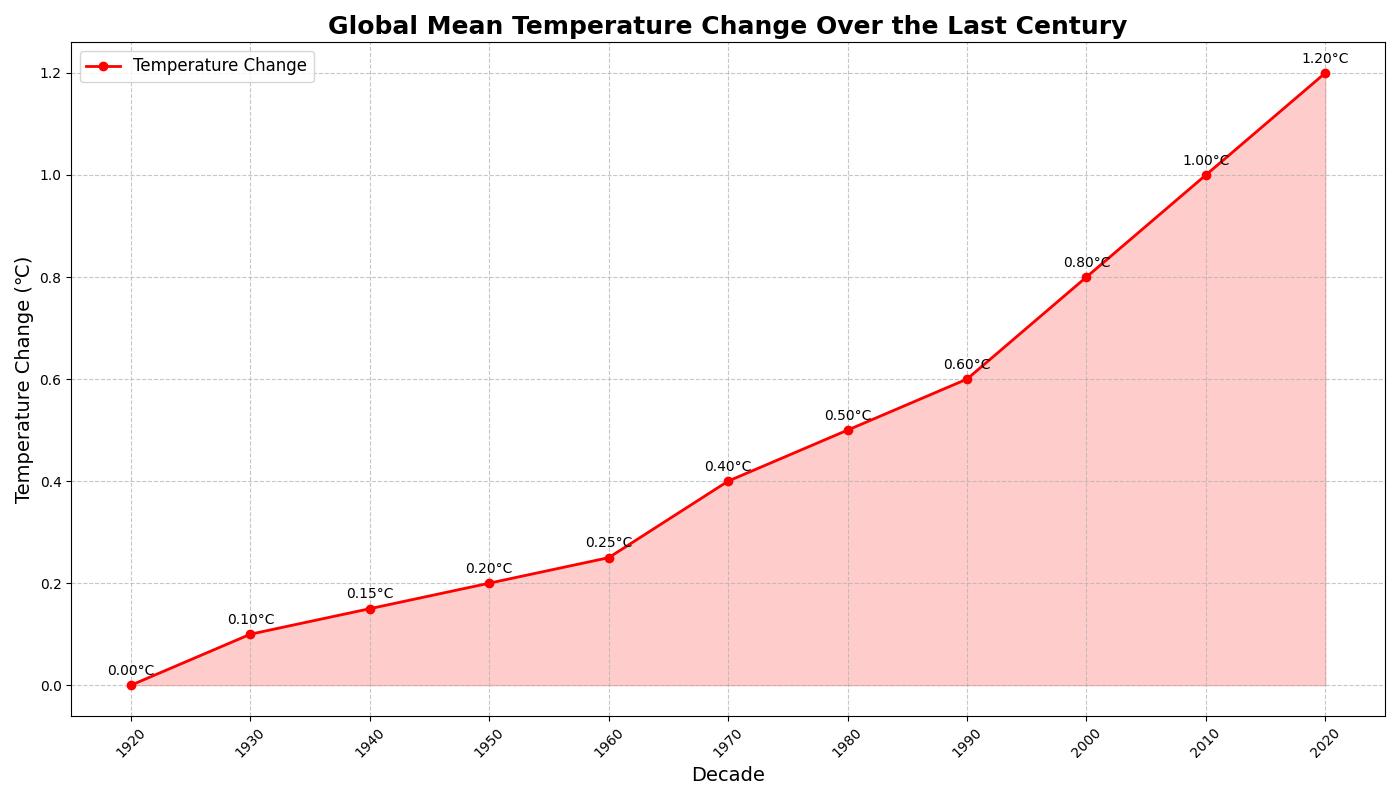 Global Mean Temperature Change Over the Last Century
Temperature Change
Temperature Change (°C)
1.2
1.0
0.8
0.6
0.4
0.2
0.0
0.00°C
0.10°C
0.15°C
0.20°C
0.25°C
0.40°C
0.50°C
0.60°C
0.80°C
1.00°C
1.20°C
1920
1930
1940
1950
1960
1970
1980
1990
2000
2010
2020
Decade